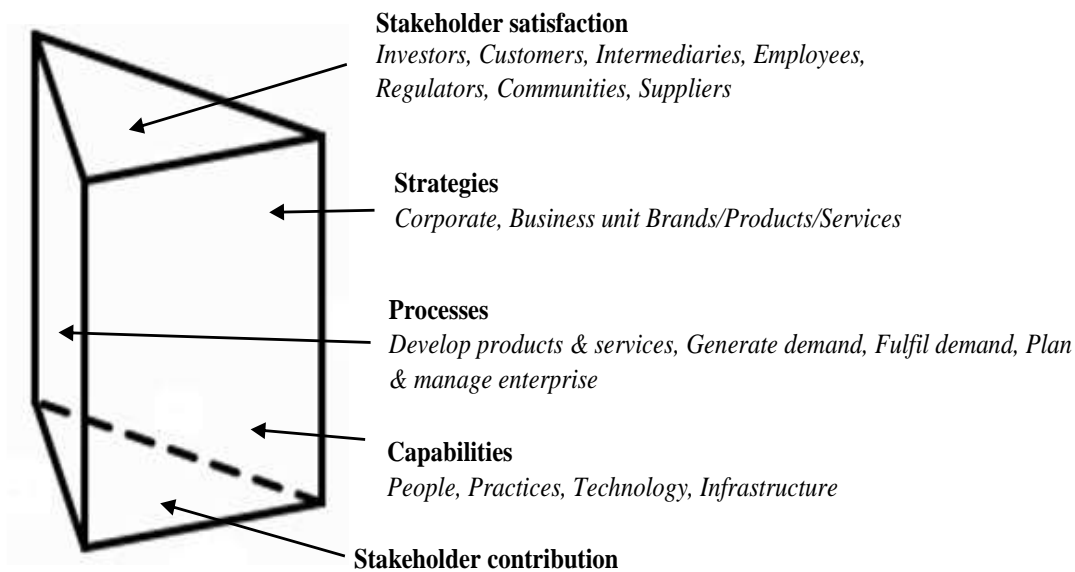 Stakeholder satisfaction
Investors, Customers, Intermediaries, Employees,
Regulators, Communities, Suppliers
Strategies
Corporate, Business unit Brands/Products/Services
Processes
Develop products & services, Generate demand, Fulfil demand, Plan
& manage enterprise
Capabilities
People, Practices, Technology, Infrastructure
Stakeholder contribution